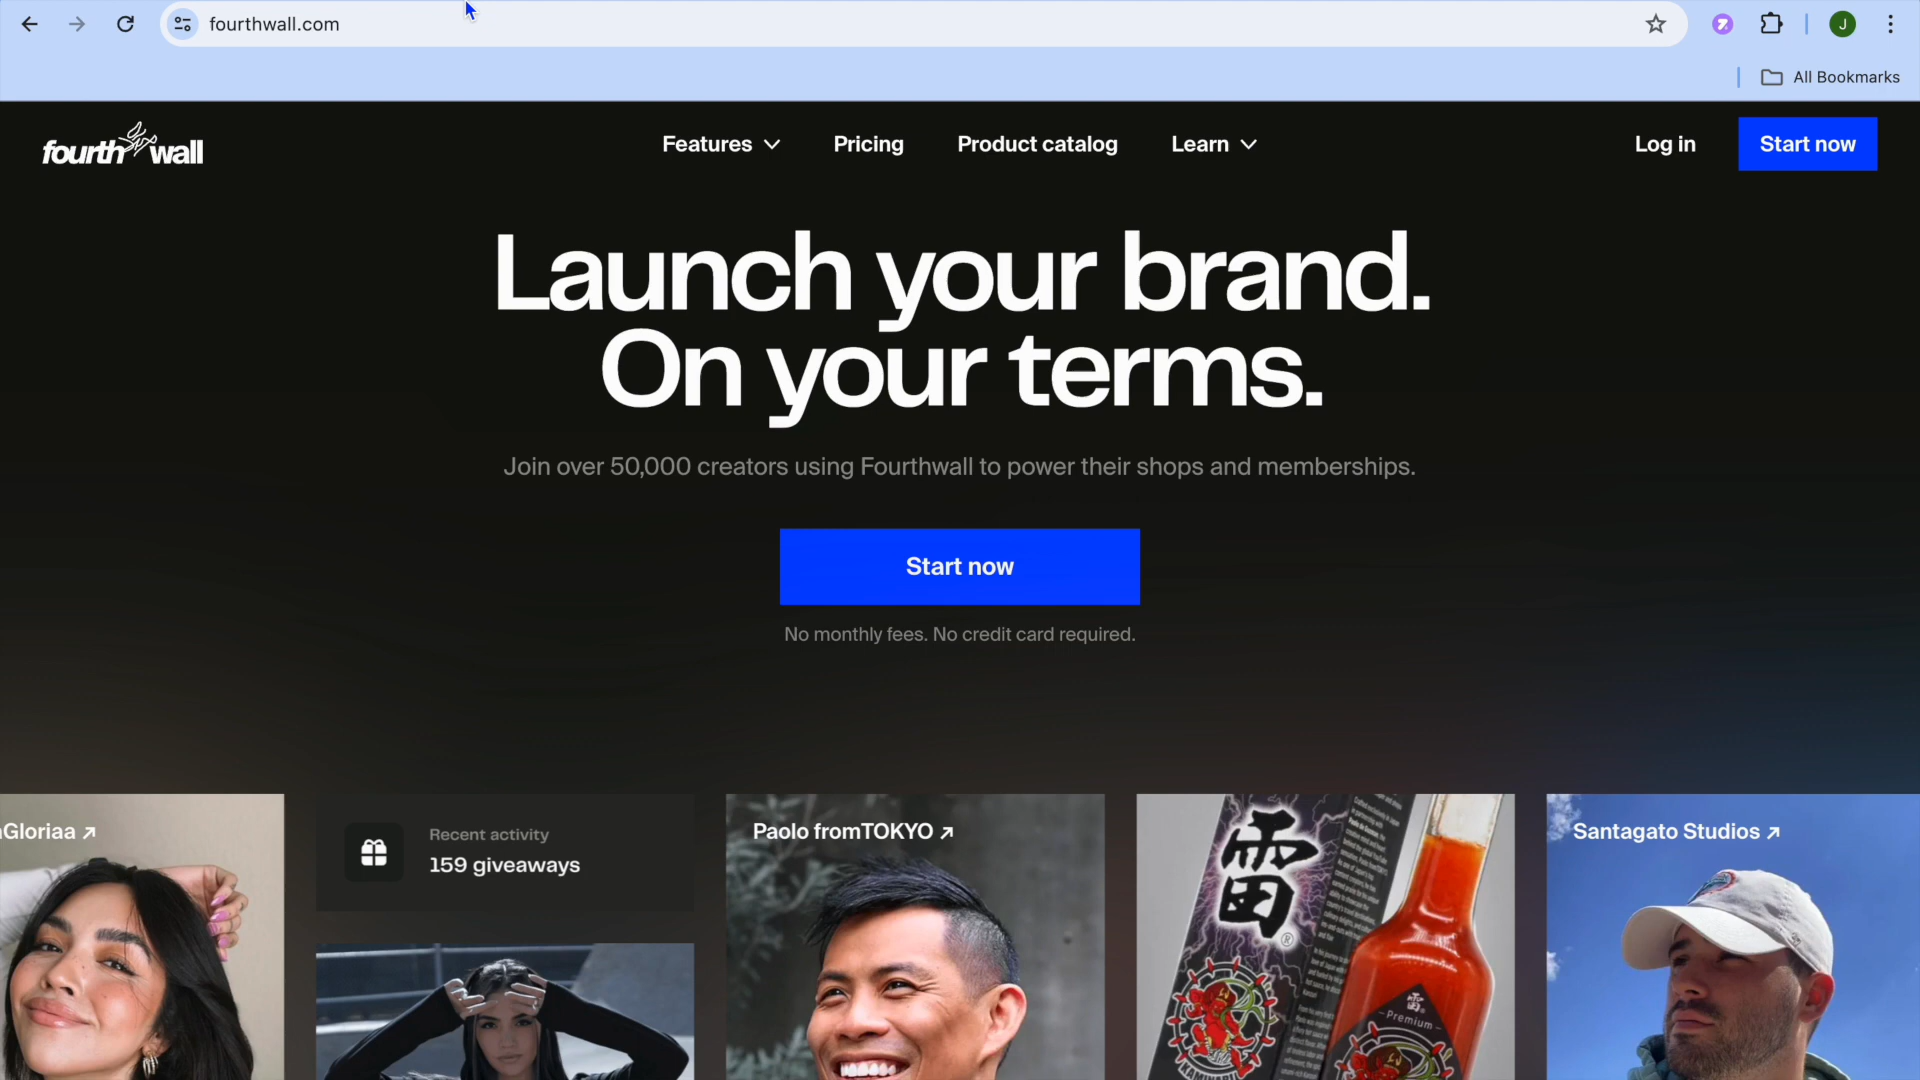 fourthwall.com
J
All Bookmarks
fourthwall
Features
Pricing
Product catalog
Learn
Log in
Start now
Launch your brand.
On your terms.
Join over 50,000 creators using Fourthwall to power their shops and memberships.
Start now
No monthly fees. No credit card required.
Gloriaa ↗
Recent activity
159 giveaways
Paolo fromTOKYO ↗
雷
®
Premium
Santagato Studios ↗